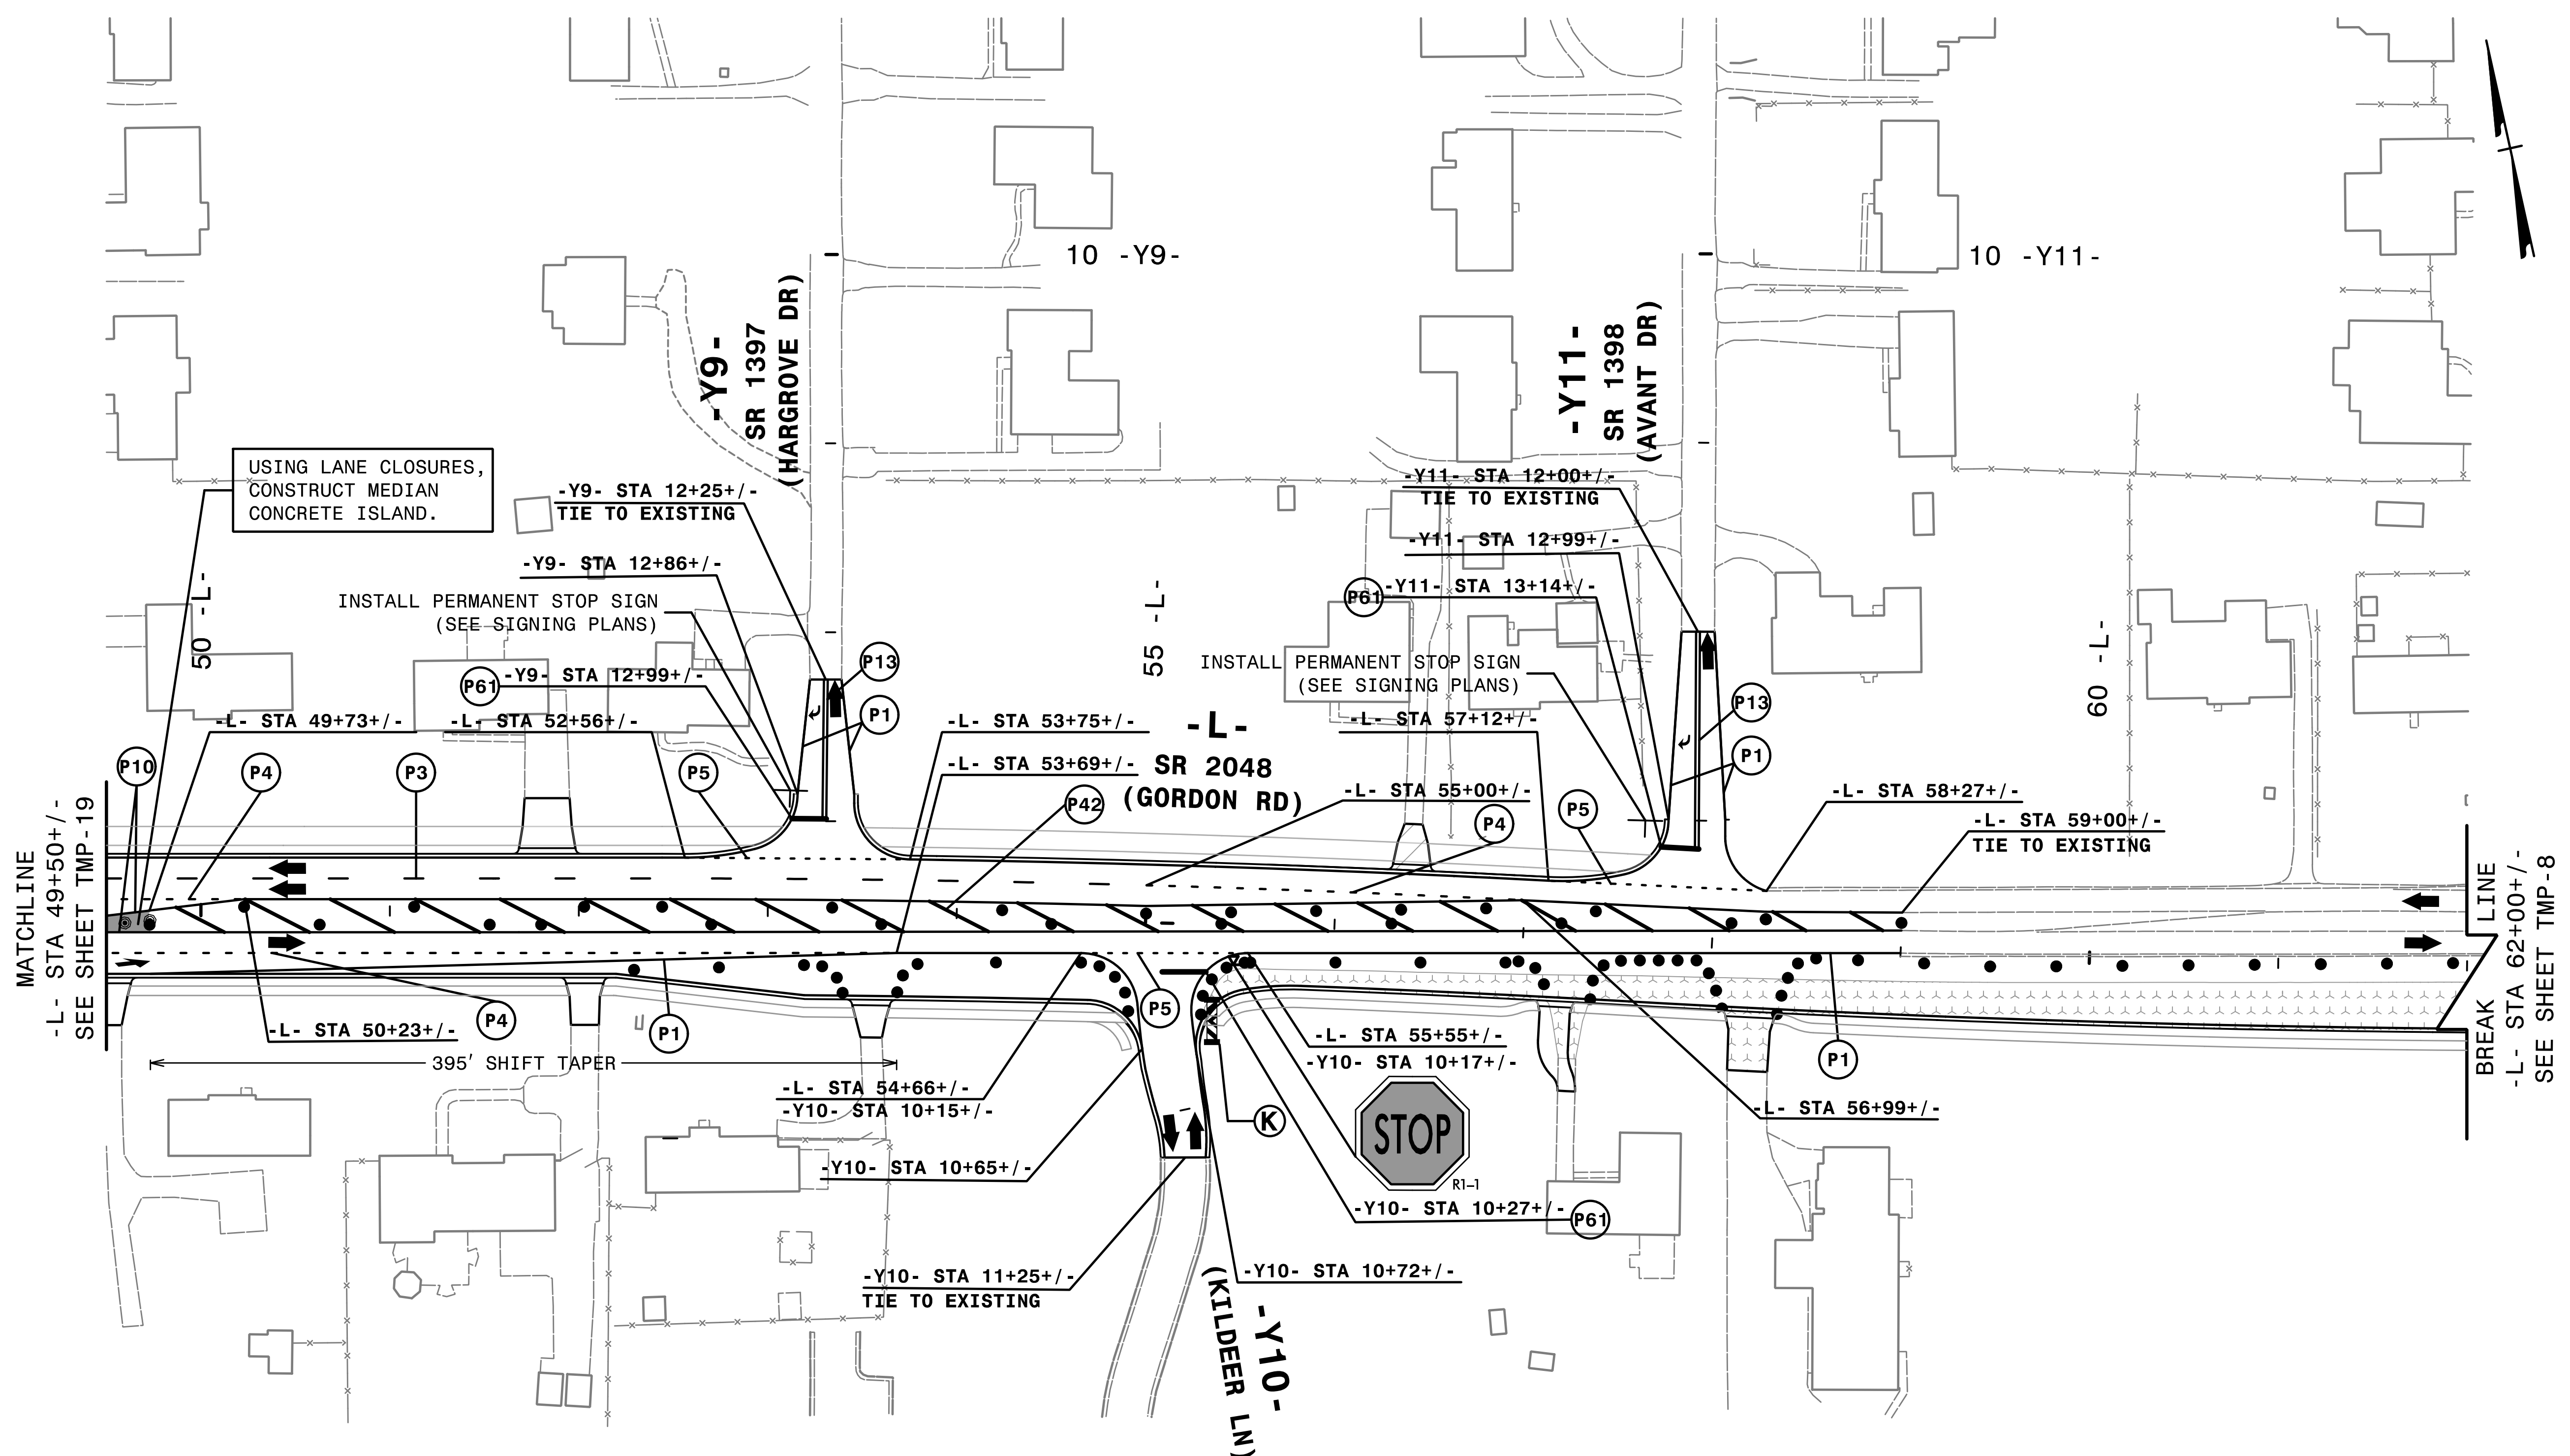 10 -Y9-
10 -Y11-
-Y9-
SR 1397
(HARGROVE DR)
-Y11-
SR 1398
(AVANT DR)
USING LANE CLOSURES,
CONSTRUCT MEDIAN
CONCRETE ISLAND.
-Y9- STA 12+25+/-
TIE TO EXISTING
-Y11- STA 12+00+/-
TIE TO EXISTING
-Y9- STA 12+86+/-
-Y11- STA 12+99+/-
INSTALL PERMANENT STOP SIGN
(SEE SIGNING PLANS)
P61
-Y11- STA 13+14+/-
50 -L-
55 -L-
60 -L-
P61
-Y9- STA 12+99+/-
P13
INSTALL PERMANENT STOP SIGN
(SEE SIGNING PLANS)
P13
-L- STA 49+73+/-
-L- STA 52+56+/-
P1
-L- STA 53+75+/-
-L-
SR 2048
(GORDON RD)
-L- STA 57+12+/-
P1
P10
P4
P3
P5
-L- STA 53+69+/-
P42
-L- STA 55+00+/-
P4
P5
-L- STA 58+27+/-
-L- STA 59+00+/-
TIE TO EXISTING
MATCHLINE
-L- STA 49+50+/-
SEE SHEET TMP-19
BREAK LINE
-L- STA 62+00+/-
SEE SHEET TMP-8
-L- STA 50+23+/-
P4
P1
P5
-L- STA 55+55+/-
-Y10- STA 10+17+/-
P1
395' SHIFT TAPER
-L- STA 54+66+/-
-Y10- STA 10+15+/-
K
STOP
R1-1
-L- STA 56+99+/-
-Y10- STA 10+65+/-
-Y10- STA 10+27+/-
P61
-Y10- STA 11+25+/-
TIE TO EXISTING
-Y10- STA 10+72+/-
-Y10-
(KILDEER LN)